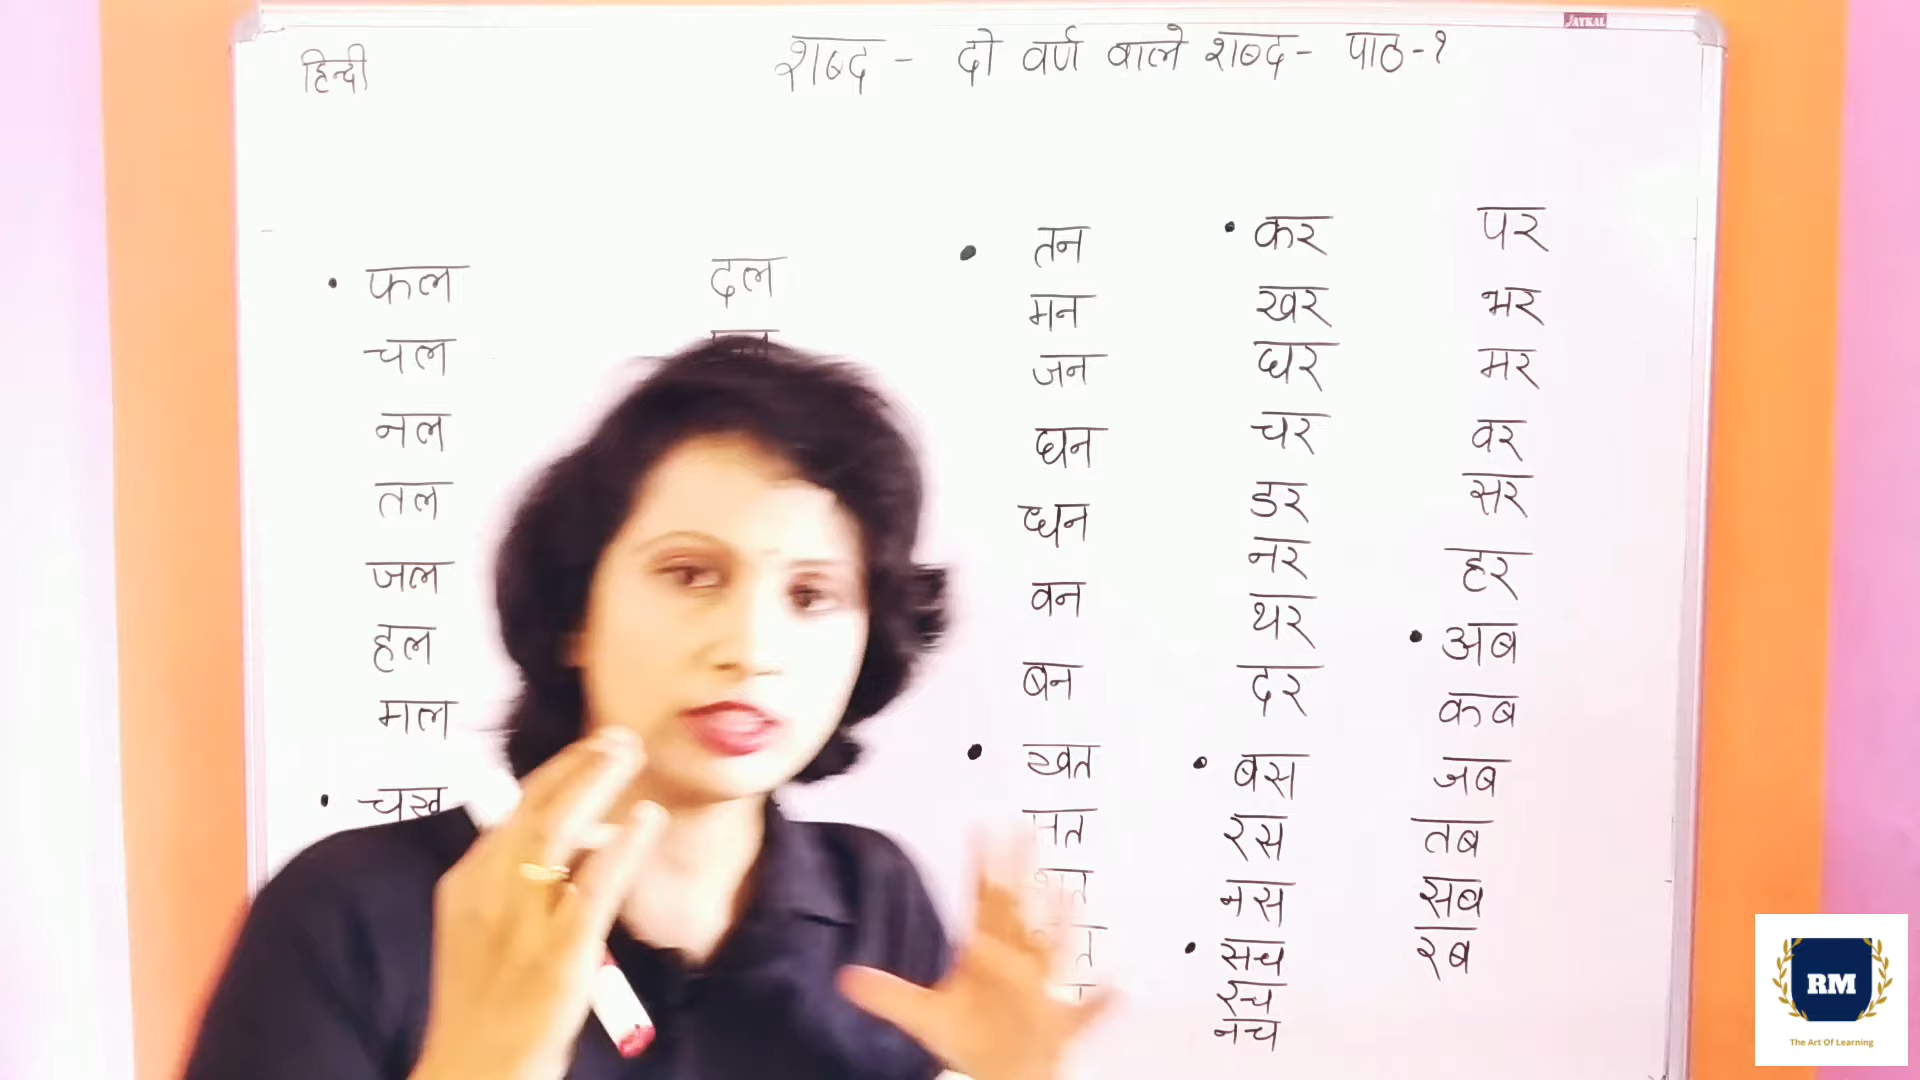 JAYKAL
हिन्दी
शब्द - दो वर्ण वाले शब्द- पाठ-१
• फल
चल
नल
तल
जल
हल
मल
• चख
दल
• तन
मन
जन
घन
धन
वन
बन
• खत
• कर
खर
घर
चर
डर
नर
थर
दर
• बस
रस
नस
• सच
रच
नच
पर
भर
मर
वर
सर
हर
• अब
कब
जब
तब
सब
रब
RM
The Art Of Learning